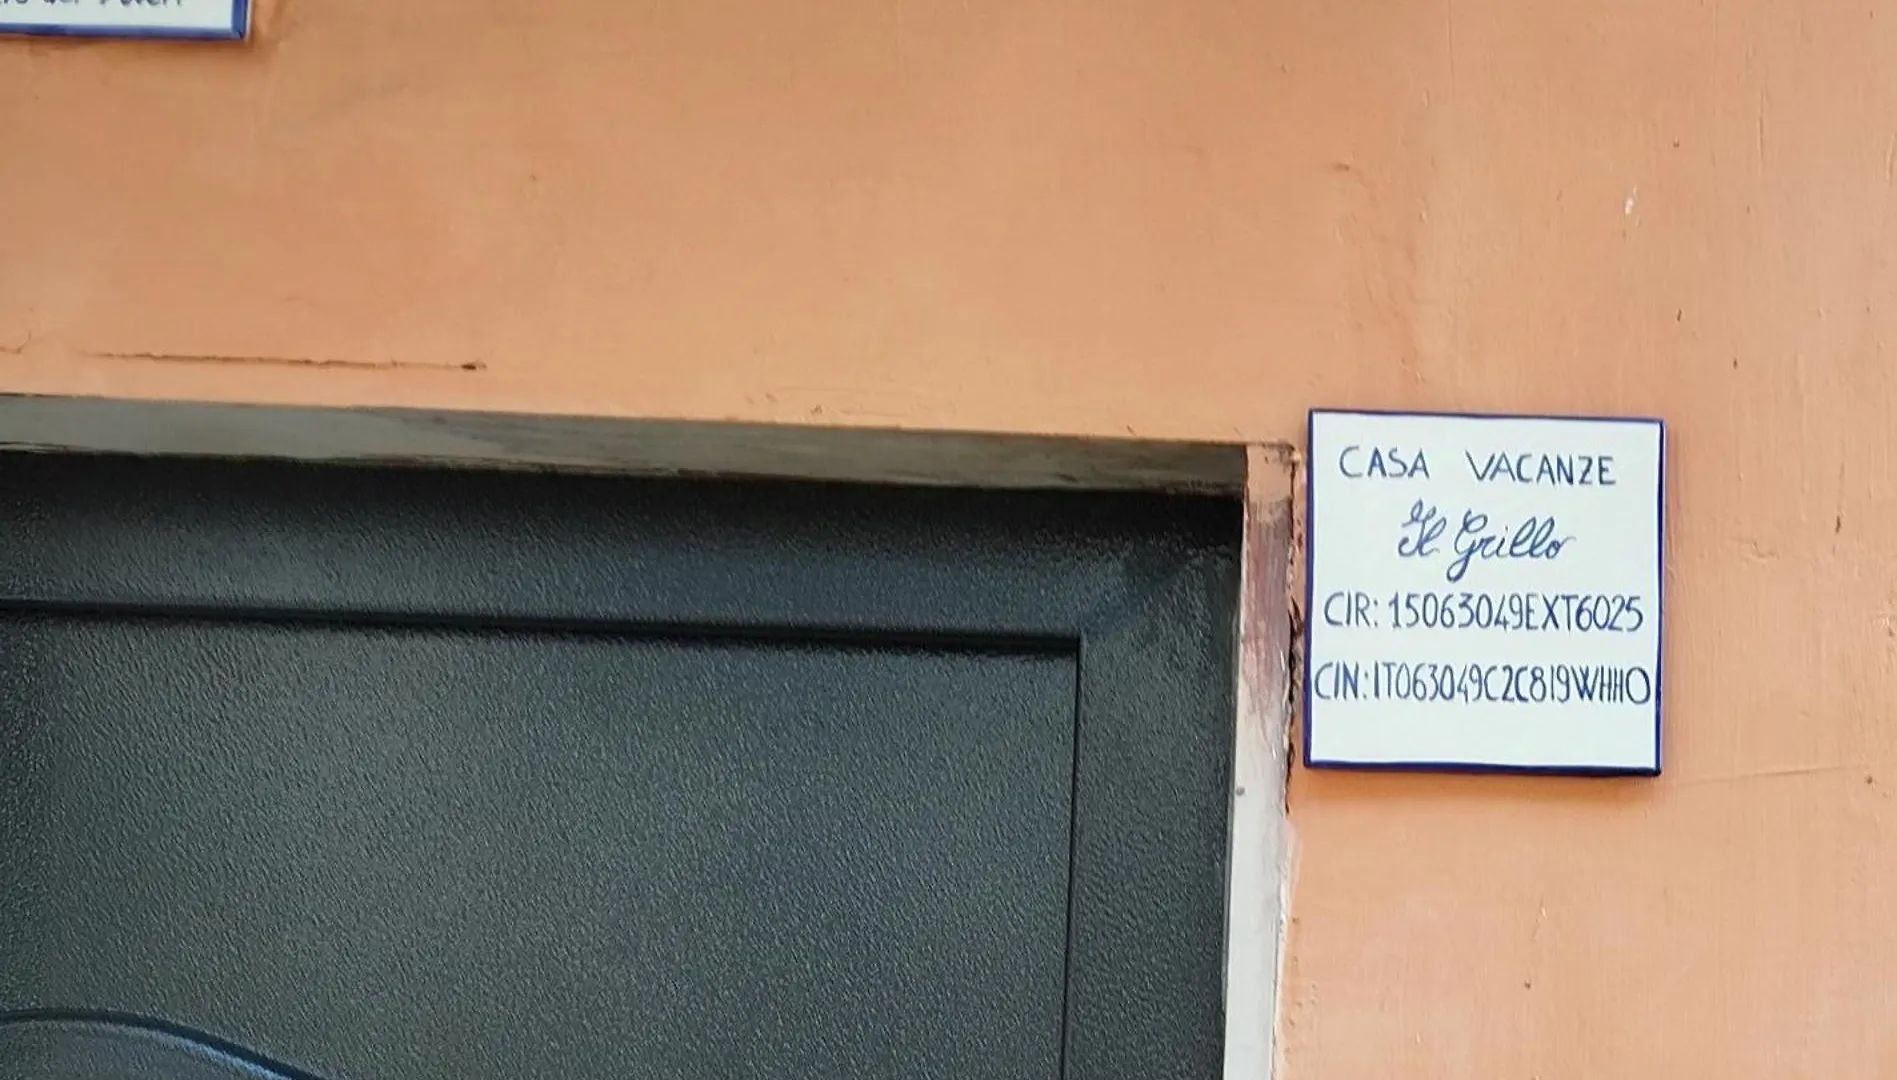 CASA VACANZE
Il Grillo
CIR: 15063049EXT6025
CIN:IT063049C2C819WHHO